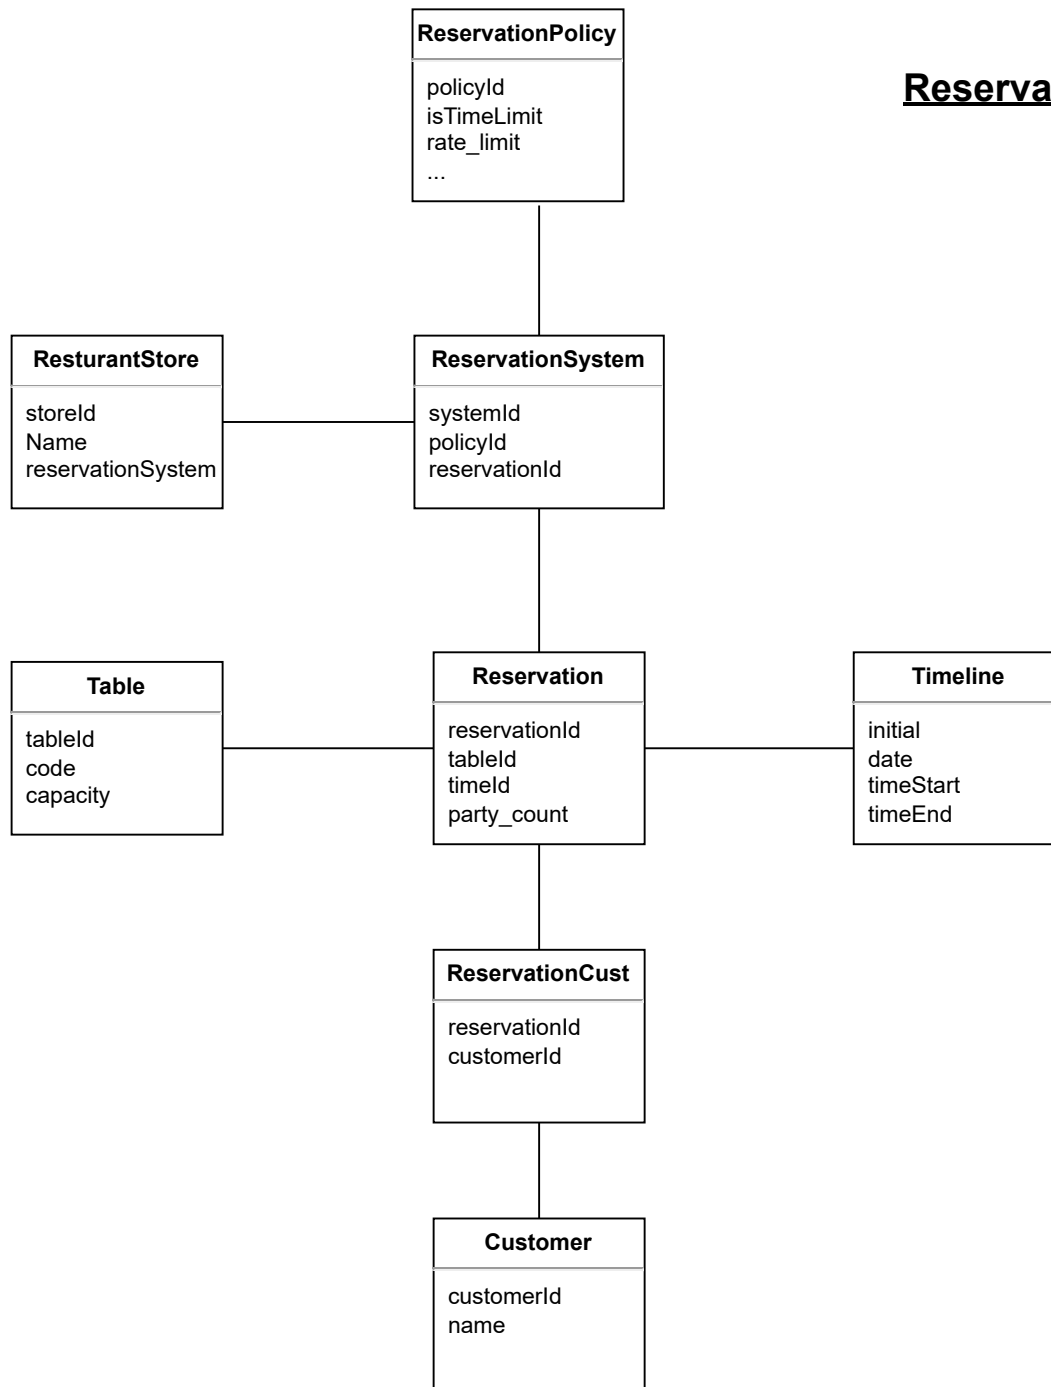 ReservationPolicy
policyId
isTimeLimit
rate_limit
...
Reserva
ResturantStore
storeId
Name
reservationSystem
ReservationSystem
systemId
policyId
reservationId
Table
tableId
code
capacity
Reservation
reservationId
tableId
timeId
party_count
Timeline
initial
date
timeStart
timeEnd
ReservationCust
reservationId
customerId
Customer
customerId
name